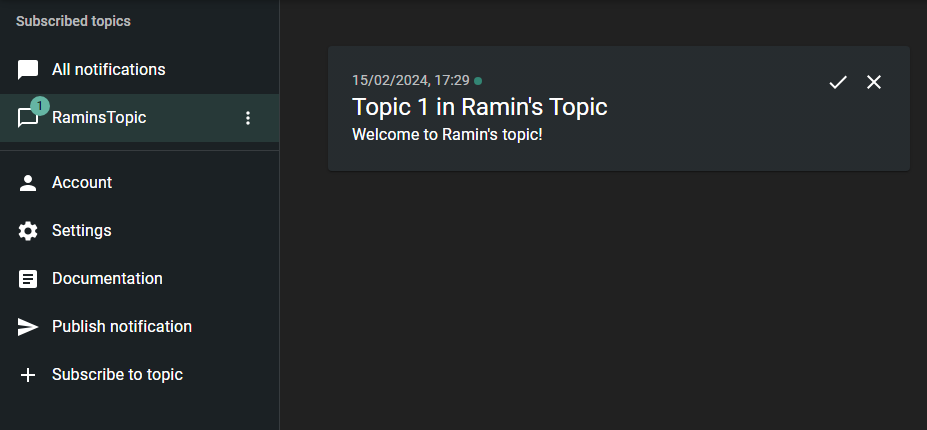 Subscribed topics
All notifications
1
RaminsTopic
Account
Settings
Documentation
Publish notification
Subscribe to topic
15/02/2024, 17:29
Topic 1 in Ramin's Topic
Welcome to Ramin's topic!